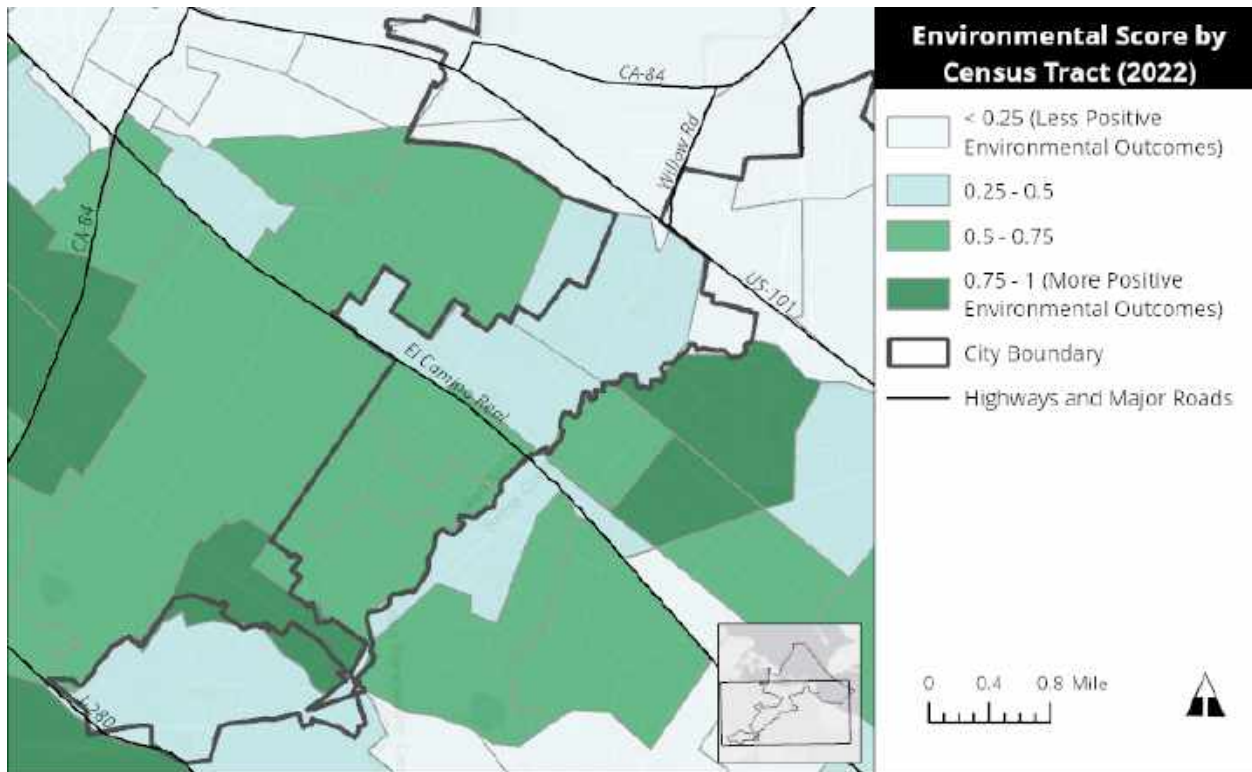 Environmental Score by
Census Tract (2022)
< 0.25 (Less Positive
Environmental Outcomes)
0.25 - 0.5
0.5 - 0.75
0.75 - 1 (More Positive
Environmental Outcomes)
City Boundary
Highways and Major Roads
0 0.4 0.8 Mile
CA-84
Willow Rd
CA-84
US-101
El Camino Real
I-280